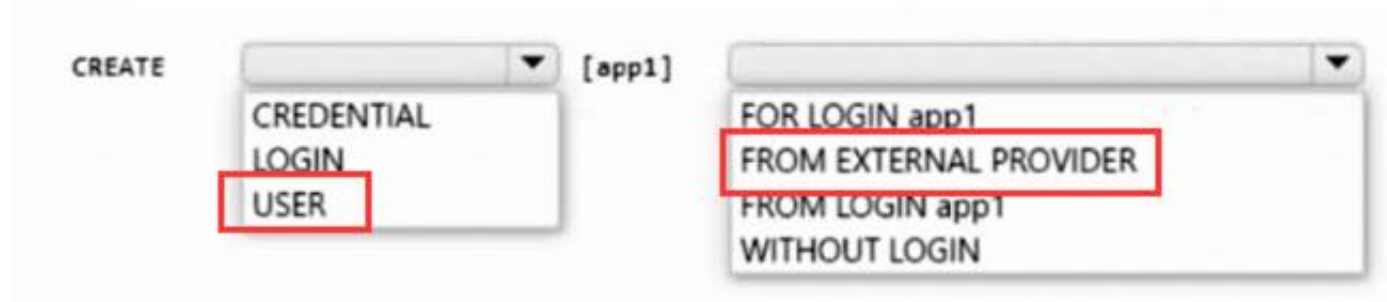 CREATE [app1]
CREDENTIAL
LOGIN
USER
FOR LOGIN app1
FROM EXTERNAL PROVIDER
FROM LOGIN app1
WITHOUT LOGIN